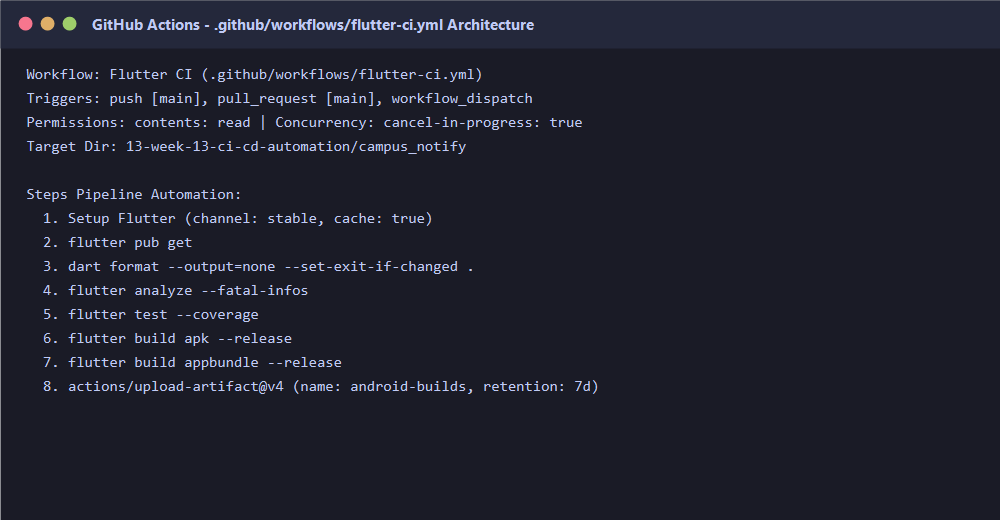 GitHub Actions - .github/workflows/flutter-ci.yml Architecture
Workflow: Flutter CI (.github/workflows/flutter-ci.yml)
Triggers: push [main], pull_request [main], workflow_dispatch
Permissions: contents: read | Concurrency: cancel-in-progress: true
Target Dir: 13-week-13-ci-cd-automation/campus_notify
Steps Pipeline Automation:
1. Setup Flutter (channel: stable, cache: true)
2. flutter pub get
3. dart format --output=none --set-exit-if-changed .
4. flutter analyze --fatal-infos
5. flutter test --coverage
6. flutter build apk --release
7. flutter build appbundle --release
8. actions/upload-artifact@v4 (name: android-builds, retention: 7d)